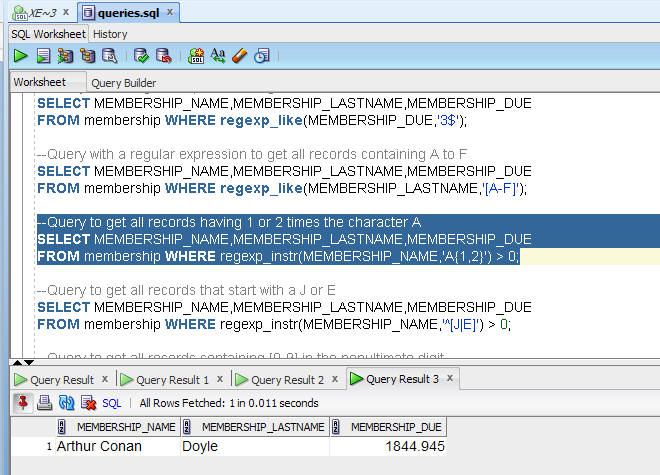 XE~3 x queries.sql x
SQL Worksheet History
Worksheet Query Builder
SELECT MEMBERSHIP_NAME,MEMBERSHIP_LASTNAME,MEMBERSHIP_DUE
FROM membership WHERE regexp_like(MEMBERSHIP_DUE,'3$');
--Query with a regular expression to get all records containing A to F
SELECT MEMBERSHIP_NAME,MEMBERSHIP_LASTNAME,MEMBERSHIP_DUE
FROM membership WHERE regexp_like(MEMBERSHIP_LASTNAME,'[A-F]');
--Query to get all records having 1 or 2 times the character A
SELECT MEMBERSHIP_NAME,MEMBERSHIP_LASTNAME,MEMBERSHIP_DUE
FROM membership WHERE regexp_instr(MEMBERSHIP_NAME,'A{1,2}') > 0;
--Query to get all records that start with a J or E
SELECT MEMBERSHIP_NAME,MEMBERSHIP_LASTNAME,MEMBERSHIP_DUE
FROM membership WHERE regexp_instr(MEMBERSHIP_NAME,'^[J|E]') > 0;
--Query to get all records containing [0-9] in the penultimate digit
Query Result x Query Result 1 x Query Result 2 x Query Result 3 x
SQL | All Rows Fetched: 1 in 0.011 seconds
MEMBERSHIP_NAME MEMBERSHIP_LASTNAME MEMBERSHIP_DUE
1 Arthur Conan Doyle 1844.945